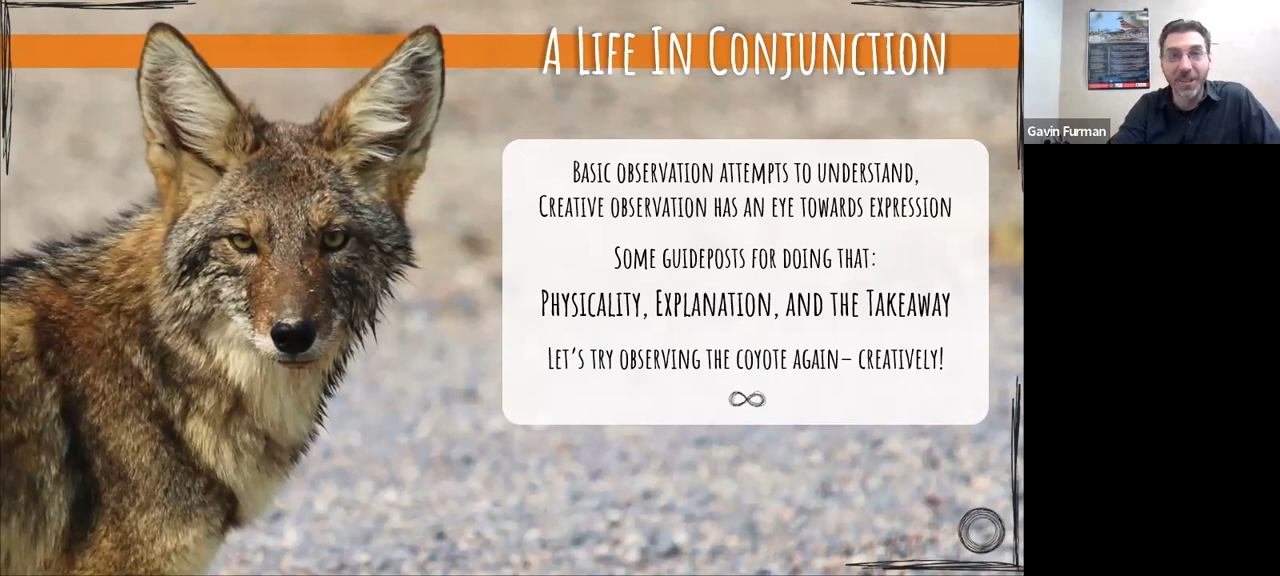 A Life In Conjunction
Gavin Furman
Basic observation attempts to understand,
Creative observation has an eye towards expression
Some guideposts for doing that:
Physicality, Explanation, and the Takeaway
Let's try observing the coyote again– creatively!